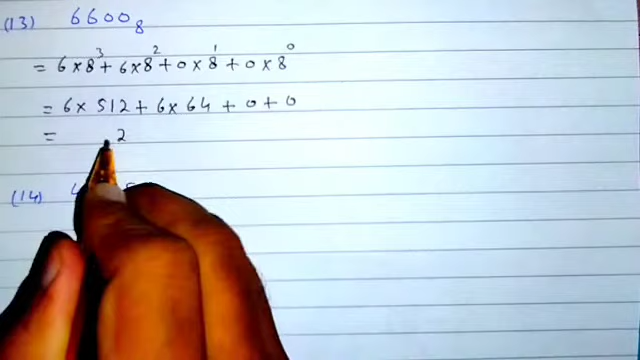 (13) 6600₈
= 6×8³ + 6×8² + 0×8¹ + 0×8⁰
= 6× 512 + 6×64 + 0 + 0
= 2
(14)